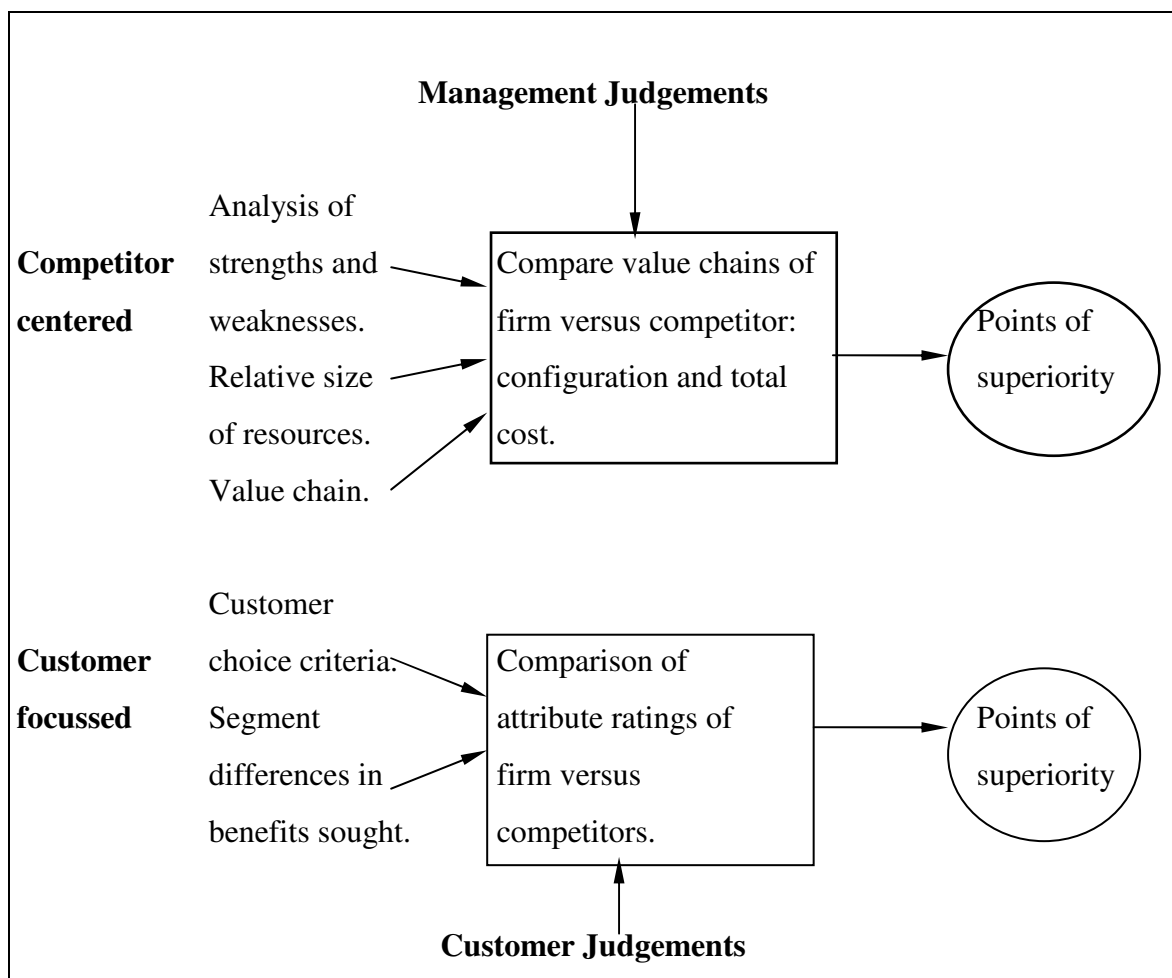 Management Judgements
Competitor
centered
Analysis of
strengths and
weaknesses.
Relative size
of resources.
Value chain.
Compare value chains of
firm versus competitor:
configuration and total
cost.
Points of
superiority
Customer
focussed
Customer
choice criteria.
Segment
differences in
benefits sought.
Comparison of
attribute ratings of
firm versus
competitors.
Points of
superiority
Customer Judgements